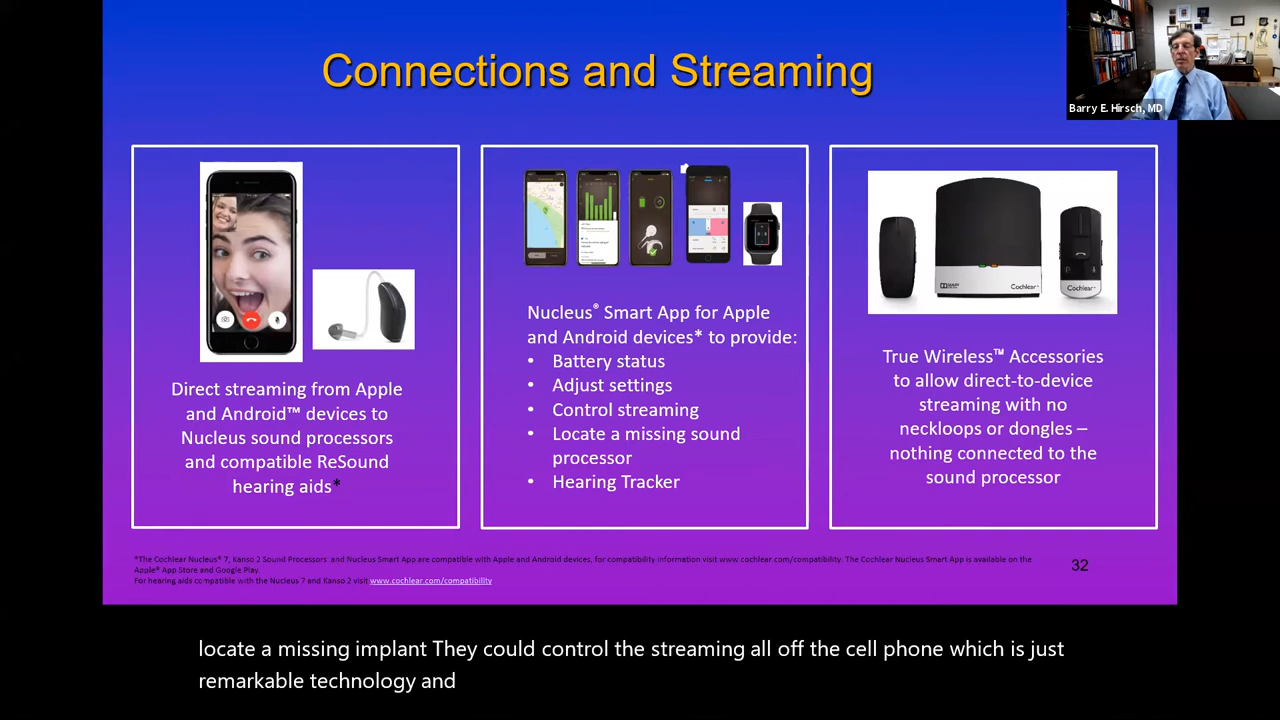 Connections and Streaming
Barry E. Hirsch, MD
Direct streaming from Apple
and Android™ devices to
Nucleus sound processors
and compatible ReSound
hearing aids*
Nucleus® Smart App for Apple
and Android devices* to provide:
• Battery status
• Adjust settings
• Control streaming
• Locate a missing sound
processor
• Hearing Tracker
Cochlear™
Cochlear™
True Wireless™ Accessories
to allow direct-to-device
streaming with no
neckloops or dongles –
nothing connected to the
sound processor
*The Cochlear Nucleus® 7, Kanso 2 Sound Processors and Nucleus Smart App are compatible with Apple and Android devices, for compatibility information visit www.cochlear.com/compatibility. The Cochlear Nucleus Smart App is available on the
Apple® App Store and Google Play.
For hearing aids compatible with the Nucleus 7 and Kanso 2 visit www.cochlear.com/compatibility
32
locate a missing implant They could control the streaming all off the cell phone which is just
remarkable technology and